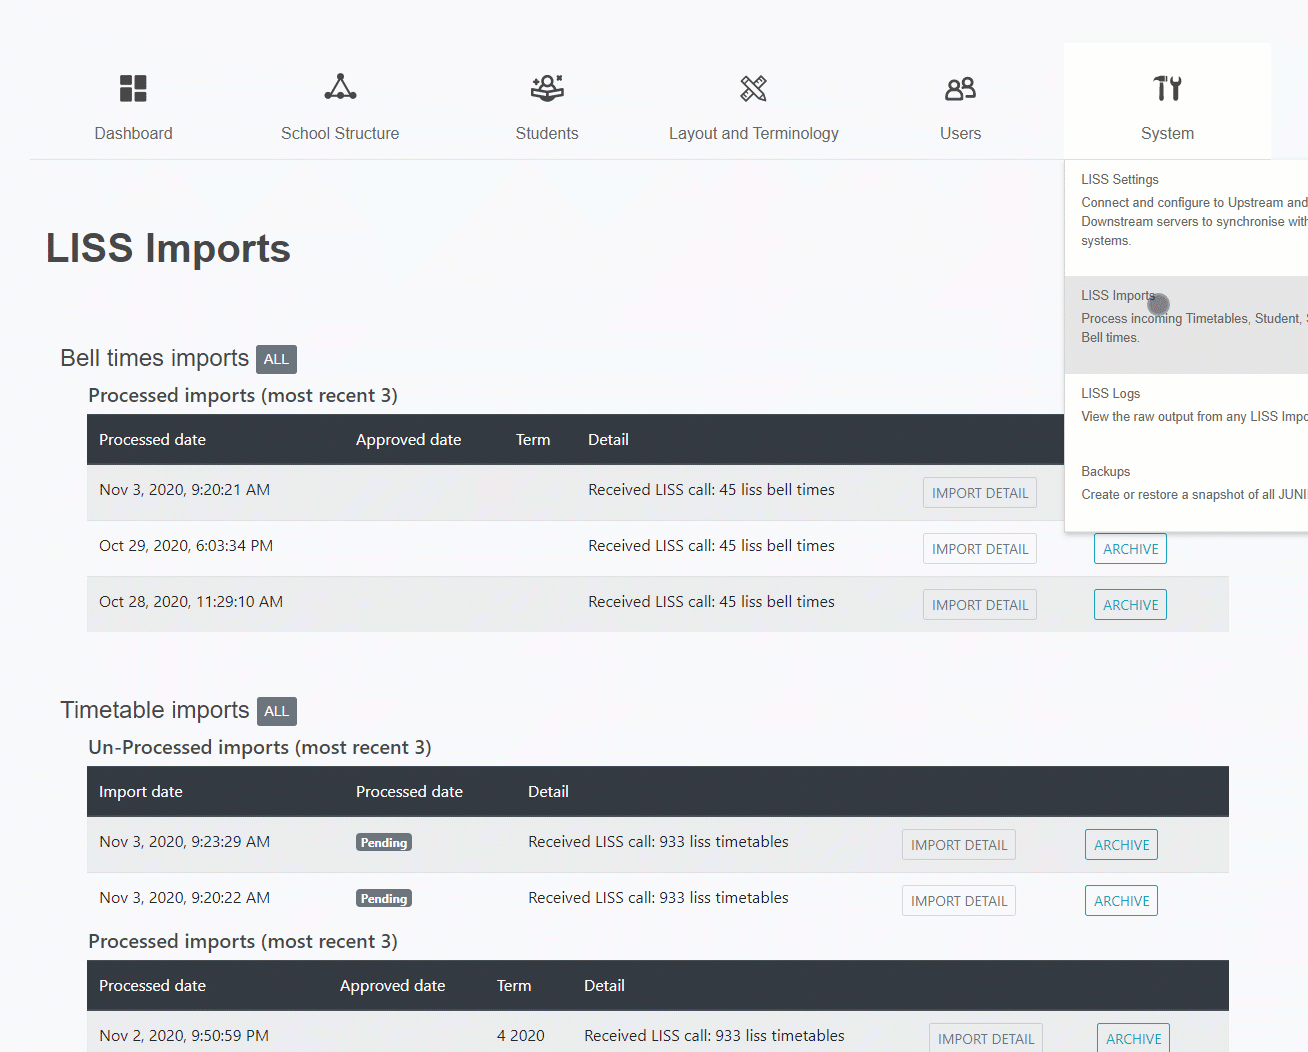 Dashboard
School Structure
Students
Layout and Terminology
Users
System
LISS Settings
Connect and configure to Upstream and
Downstream servers to synchronise with
systems.
LISS Imports
Process incoming Timetables, Student,
Bell times.
LISS Logs
View the raw output from any LISS Impo
Backups
Create or restore a snapshot of all JUNI
LISS Imports
Bell times imports ALL
Processed imports (most recent 3)
Processed date Approved date Term Detail
Nov 3, 2020, 9:20:21 AM Received LISS call: 45 liss bell times IMPORT DETAIL
Oct 29, 2020, 6:03:34 PM Received LISS call: 45 liss bell times IMPORT DETAIL ARCHIVE
Oct 28, 2020, 11:29:10 AM Received LISS call: 45 liss bell times IMPORT DETAIL ARCHIVE
Timetable imports ALL
Un-Processed imports (most recent 3)
Import date Processed date Detail
Nov 3, 2020, 9:23:29 AM Pending Received LISS call: 933 liss timetables IMPORT DETAIL ARCHIVE
Nov 3, 2020, 9:20:22 AM Pending Received LISS call: 933 liss timetables IMPORT DETAIL ARCHIVE
Processed imports (most recent 3)
Processed date Approved date Term Detail
Nov 2, 2020, 9:50:59 PM 4 2020 Received LISS call: 933 liss timetables IMPORT DETAIL ARCHIVE